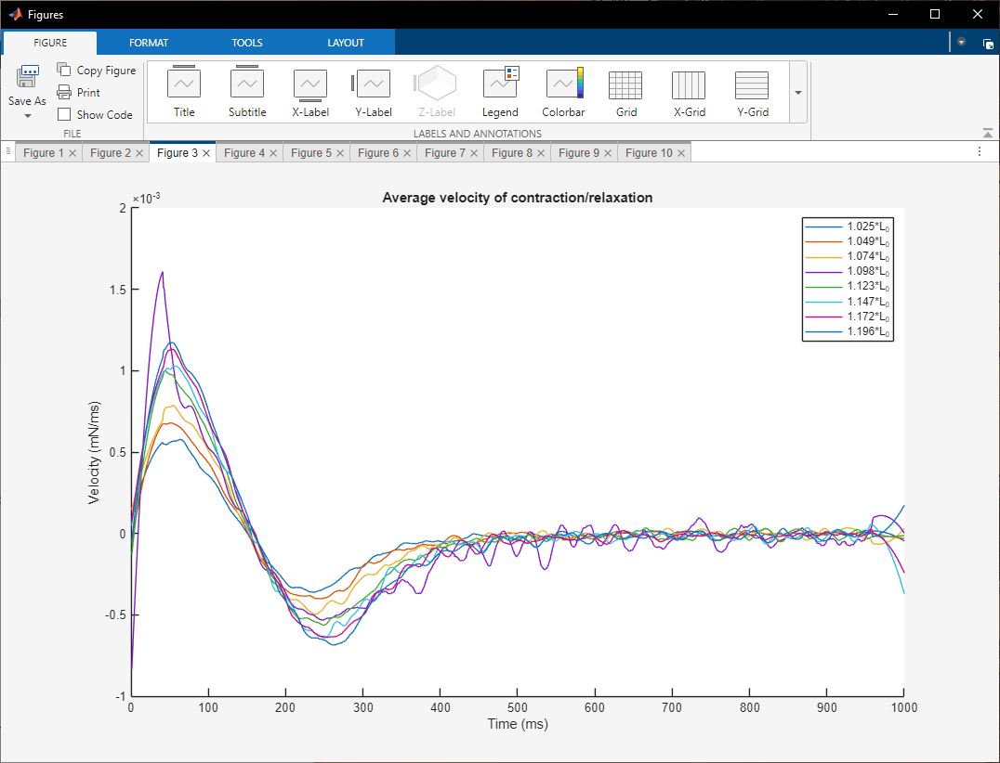 Figures
FIGURE FORMAT TOOLS LAYOUT
Save As
Copy Figure
Print
Show Code
Title Subtitle X-Label Y-Label Z-Label Legend Colorbar Grid X-Grid Y-Grid
FILE LABELS AND ANNOTATIONS
Figure 1 Figure 2 Figure 3 Figure 4 Figure 5 Figure 6 Figure 7 Figure 8 Figure 9 Figure 10
×10⁻³
Average velocity of contraction/relaxation
2
1.5
1
0.5
0
-0.5
-1
Velocity (mN/ms)
1.025*L₀
1.049*L₀
1.074*L₀
1.098*L₀
1.123*L₀
1.147*L₀
1.172*L₀
1.196*L₀
0 100 200 300 400 500 600 700 800 900 1000
Time (ms)